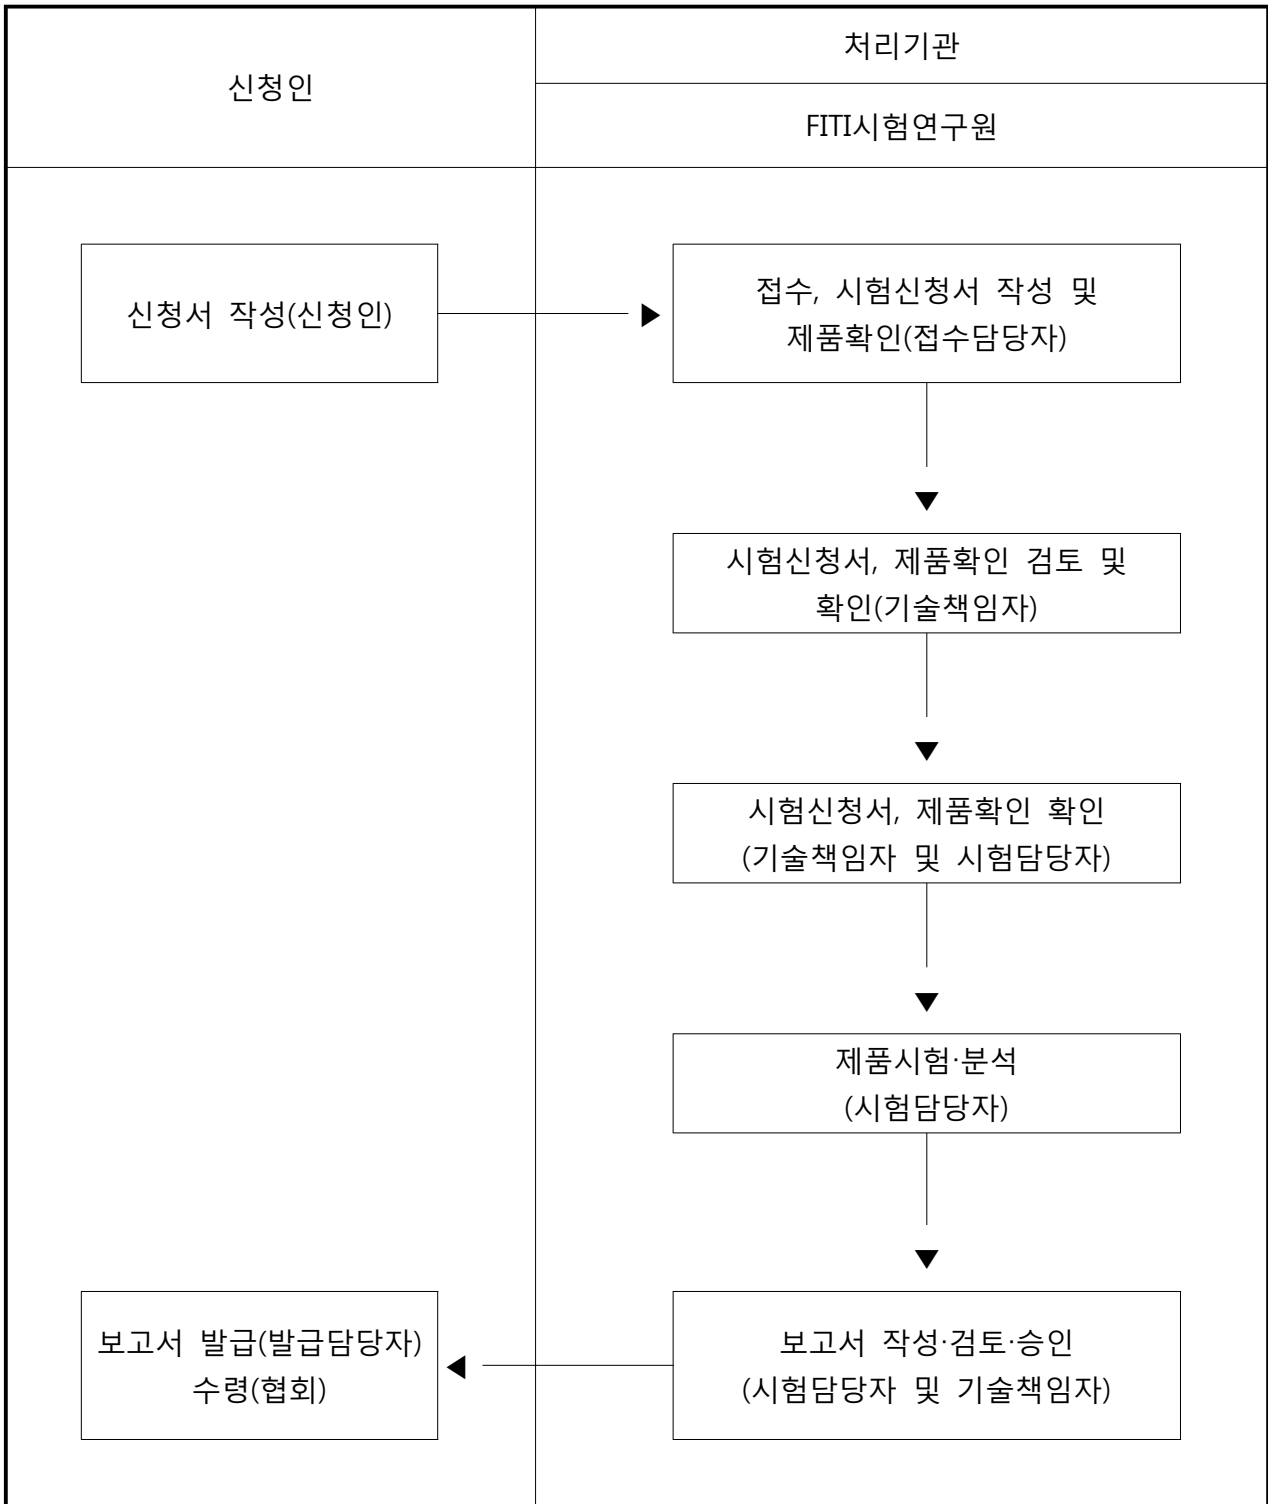 신청인
처리기관
FITI시험연구원
신청서 작성(신청인)
접수, 시험신청서 작성 및
제품확인(접수담당자)
시험신청서, 제품확인 검토 및
확인(기술책임자)
시험신청서, 제품확인 확인
(기술책임자 및 시험담당자)
제품시험·분석
(시험담당자)
보고서 작성·검토·승인
(시험담당자 및 기술책임자)
보고서 발급(발급담당자)
수령(협회)